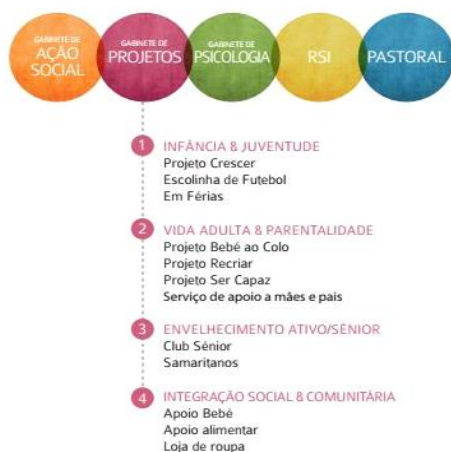 GABINETE DE
AÇÃO
SOCIAL
GABINETE DE
PROJETOS
GABINETE DE
PSICOLOGIA
RSI
PASTORAL
1 INFÂNCIA & JUVENTUDE
Projeto Crescer
Escolinha de Futebol
Em Férias
2 VIDA ADULTA & PARENTALIDADE
Projeto Bebé ao Colo
Projeto Recriar
Projeto Ser Capaz
Serviço de apoio a mães e pais
3 ENVELHECIMENTO ATIVO/SÉNIOR
Club Sénior
Samaritanos
4 INTEGRAÇÃO SOCIAL & COMUNITÁRIA
Apoio Bebé
Apoio alimentar
Loja de roupa